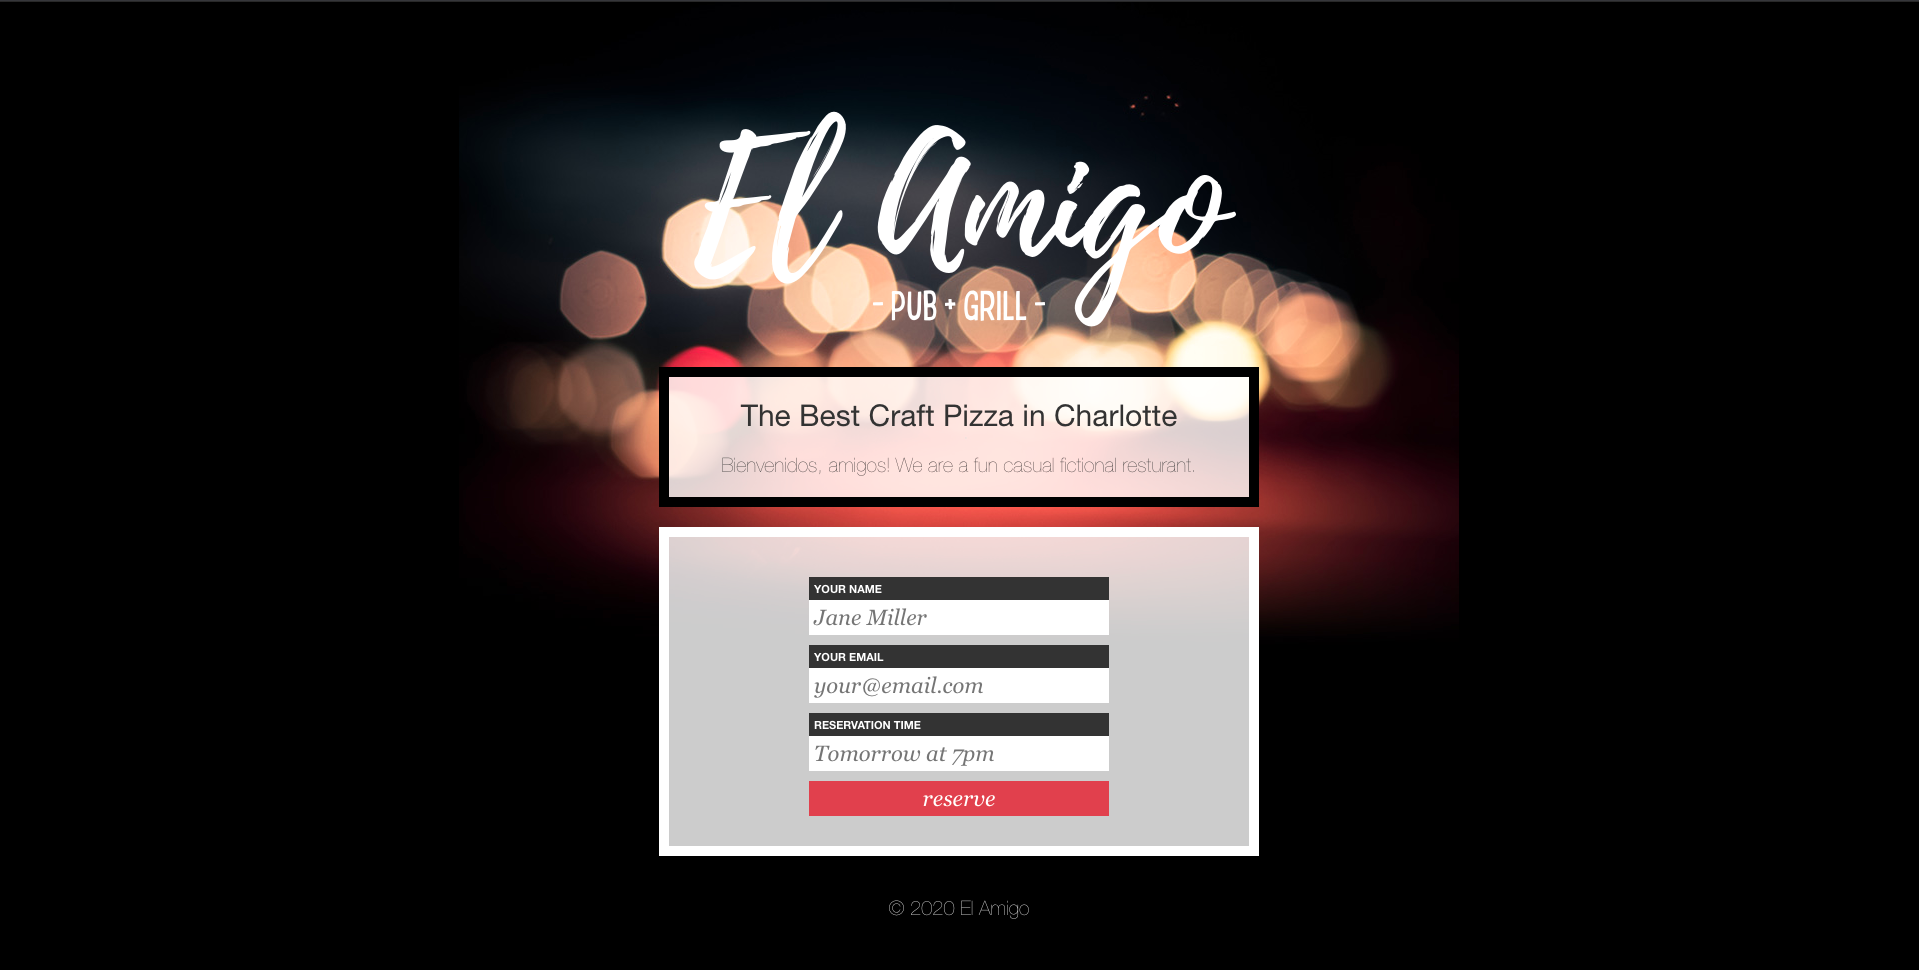 El Amigo
- PUB + GRILL -
The Best Craft Pizza in Charlotte
Bienvenidos, amigos! We are a fun casual fictional resturant.
YOUR NAME
Jane Miller
YOUR EMAIL
your@email.com
RESERVATION TIME
Tomorrow at 7pm
reserve
© 2020 El Amigo